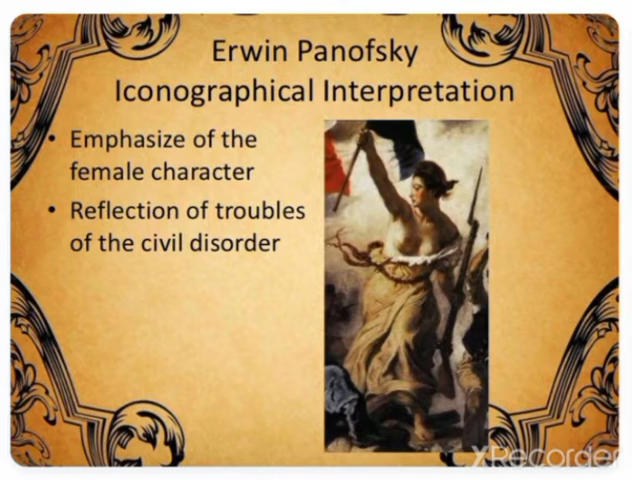 Erwin Panofsky
Iconographical Interpretation
• Emphasize of the
female character
• Reflection of troubles
of the civil disorder
XRecorder